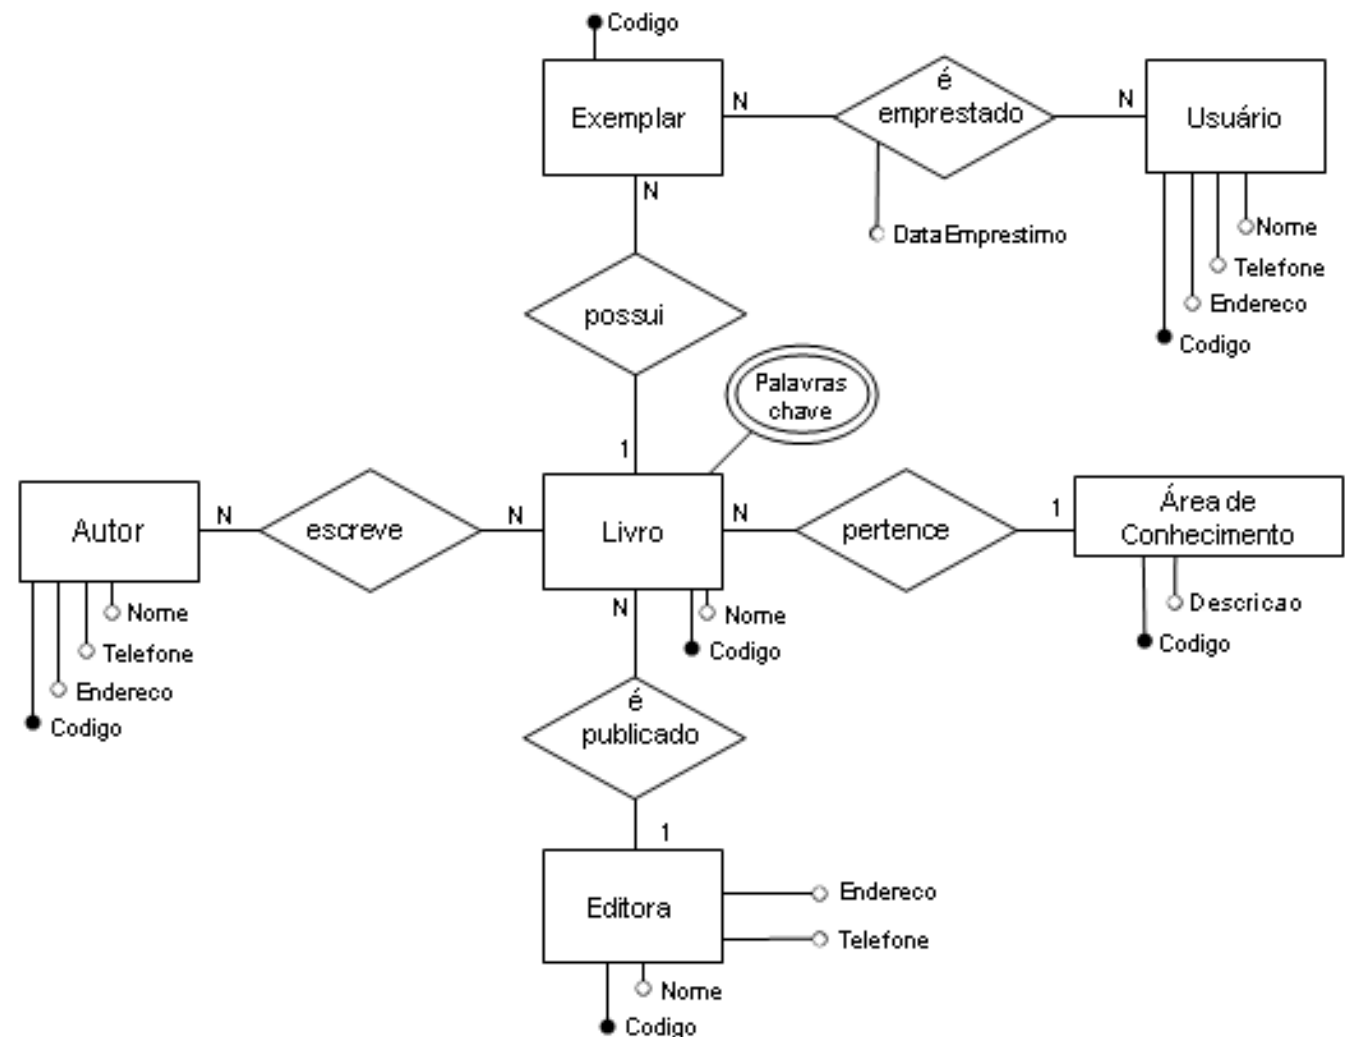 Codigo
Exemplar
N
é
emprestado
N
Usuário
DataEmprestimo
Nome
Telefone
Endereco
Codigo
N
possui
1
Palavras
chave
Autor
N
escreve
N
Livro
N
pertence
1
Área de
Conhecimento
Nome
Telefone
Endereco
Codigo
N
Nome
Codigo
Descricao
Codigo
é
publicado
1
Editora
Endereco
Telefone
Nome
Codigo